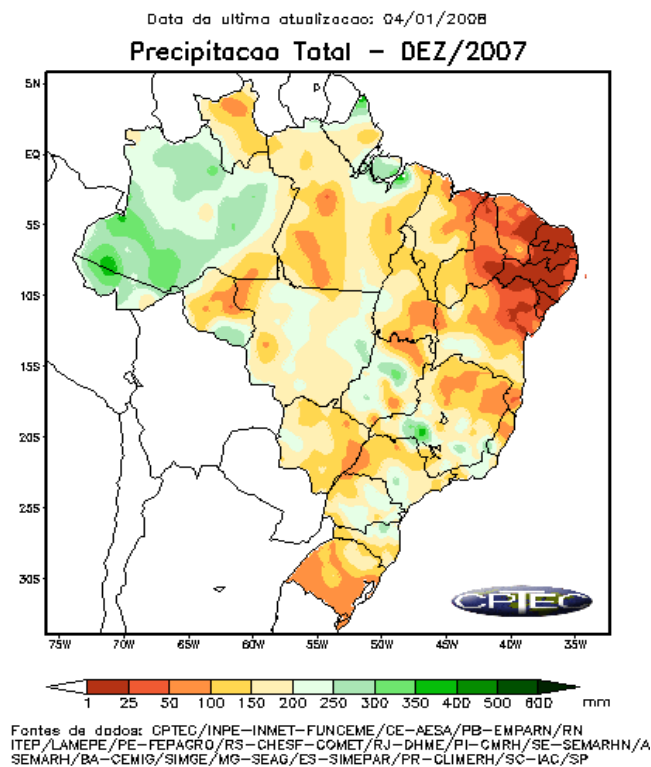 Data da ultima atualizacao: 04/01/2008
Precipitacao Total – DEZ/2007
5N
EQ
5S
10S
15S
20S
25S
30S
75W 70W 65W 60W 55W 50W 45W 40W 35W
CPTEC
1 25 50 100 150 200 250 300 350 400 500 600 mm
Fontes de dados: CPTEC/INPE-INMET-FUNCEME/CE-AESA/PB-EMPARN/RN
ITEP/LAMEPE/PE-FEPAGRO/RS-CHESF-COMET/RJ-DHME/PI-CMRH/SE-SEMARHN/A
SEMARH/BA-CEMIG/SIMGE/MG-SEAG/ES-SIMEPAR/PR-CLIMERH/SC-IAC/SP